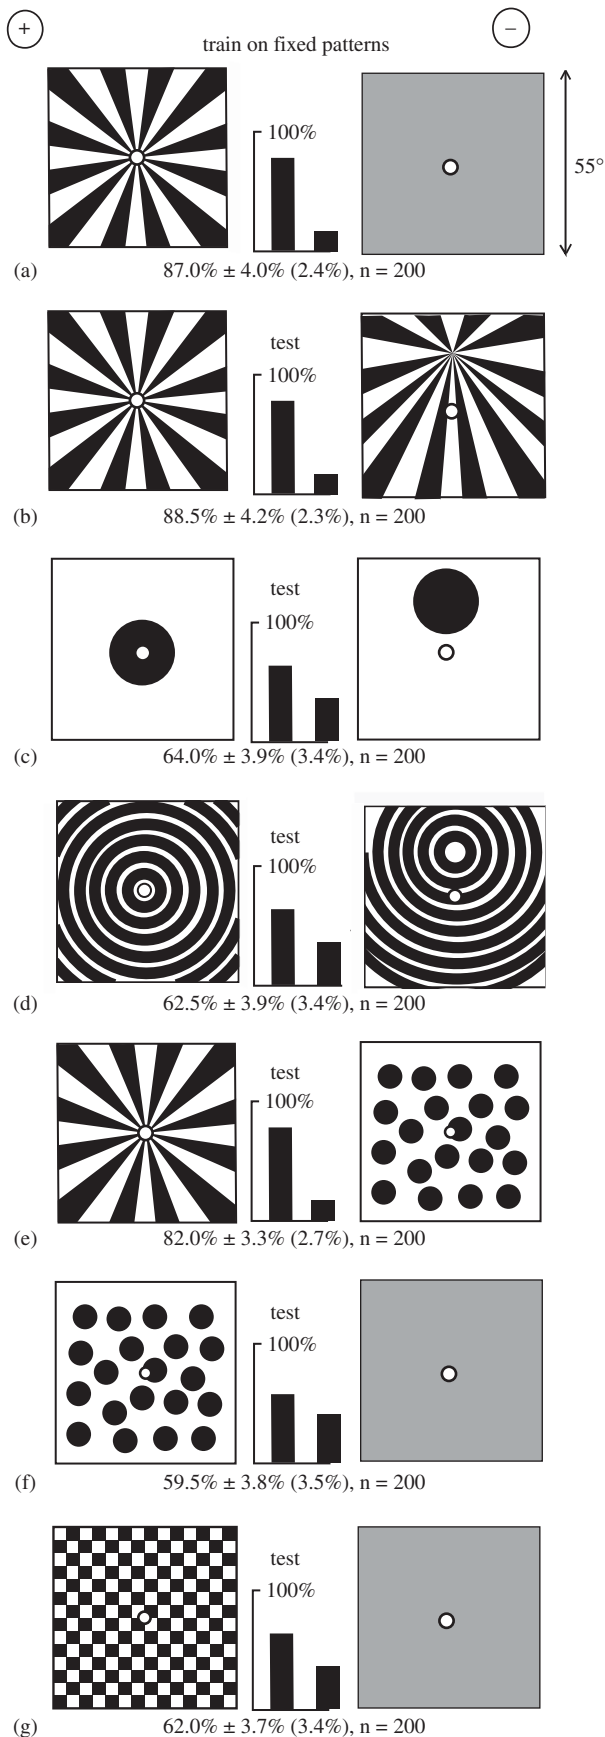 +
−
train on fixed patterns
100%
55°
(a) 87.0% ± 4.0% (2.4%), n = 200
test
100%
(b) 88.5% ± 4.2% (2.3%), n = 200
test
100%
(c) 64.0% ± 3.9% (3.4%), n = 200
test
100%
(d) 62.5% ± 3.9% (3.4%), n = 200
test
100%
(e) 82.0% ± 3.3% (2.7%), n = 200
test
100%
(f) 59.5% ± 3.8% (3.5%), n = 200
test
100%
(g) 62.0% ± 3.7% (3.4%), n = 200